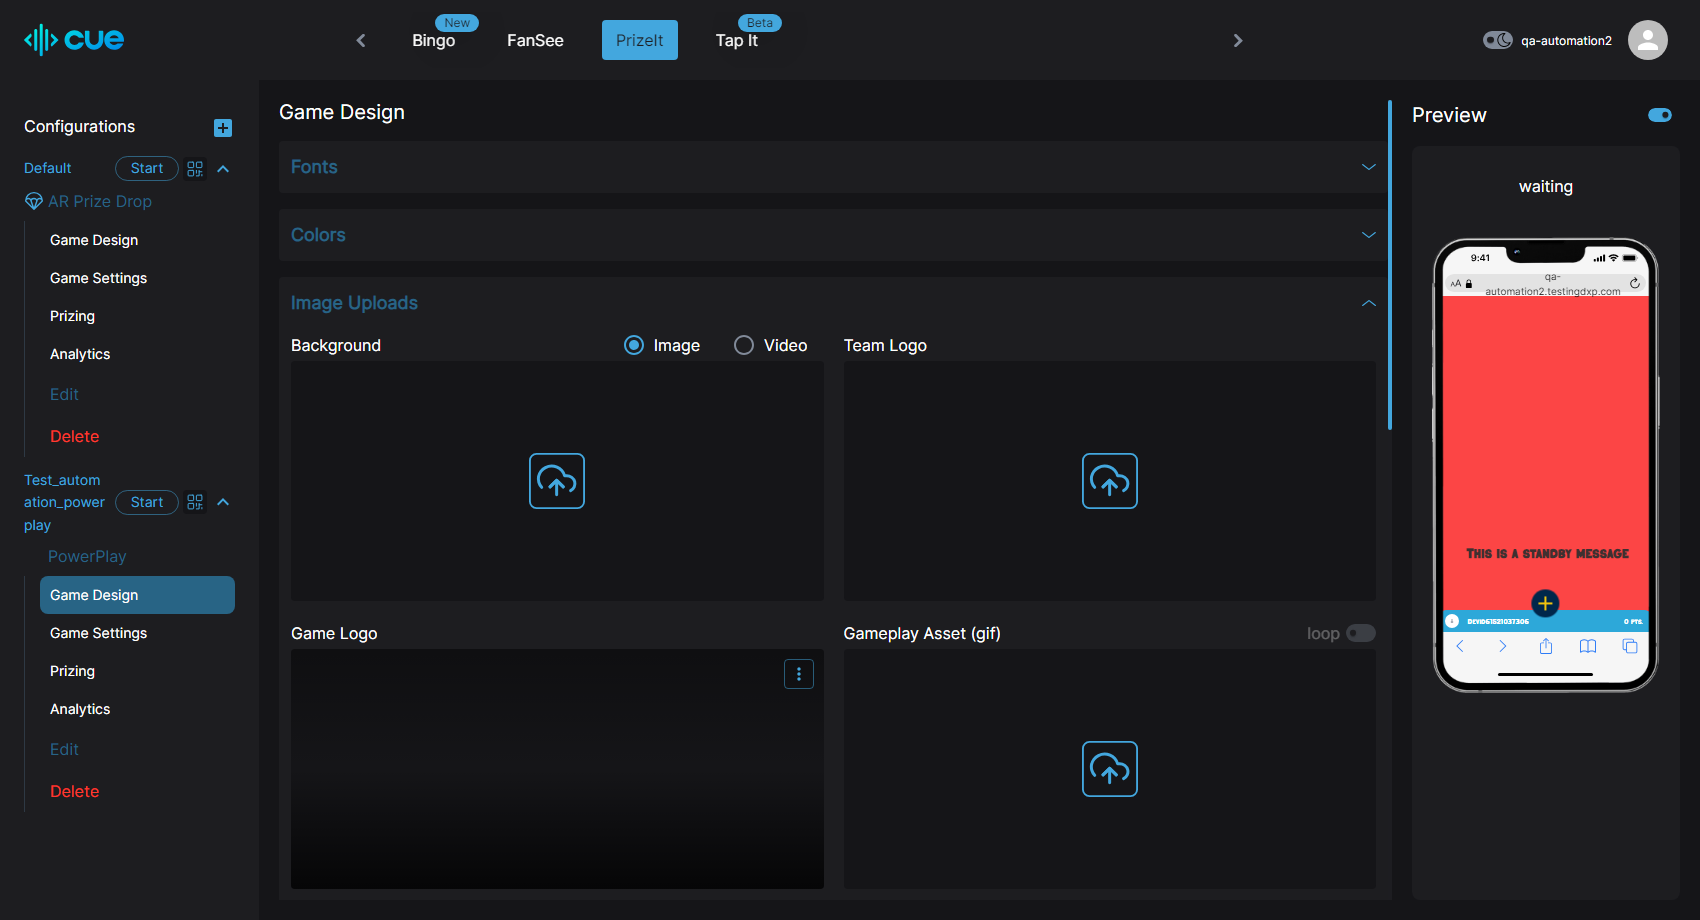 cue
New
Bingo
FanSee
PrizeIt
Beta
Tap It
qa-automation2
Configurations
Default
Start
AR Prize Drop
Game Design
Game Settings
Prizing
Analytics
Edit
Delete
Test_autom
ation_power
play
Start
PowerPlay
Game Design
Game Settings
Prizing
Analytics
Edit
Delete
Game Design
Fonts
Colors
Image Uploads
Background
Image
Video
Team Logo
Game Logo
Gameplay Asset (gif)
loop
Preview
waiting
9:41
AA
qa-
automation2.testingdxp.com
This is a standby message
0 PTS.